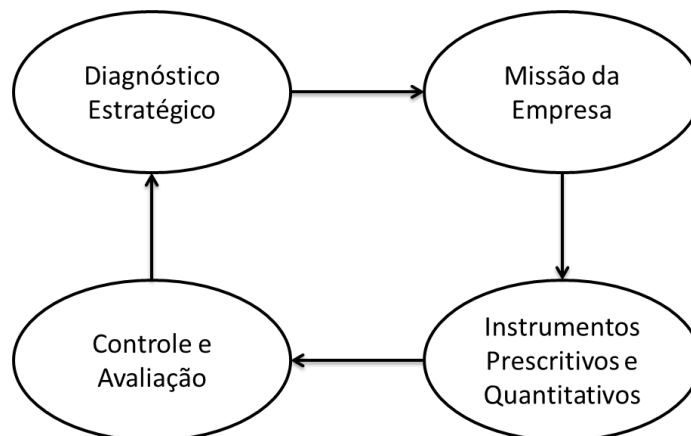 Diagnóstico
Estratégico
Missão da
Empresa
Instrumentos
Prescritivos e
Quantitativos
Controle e
Avaliação